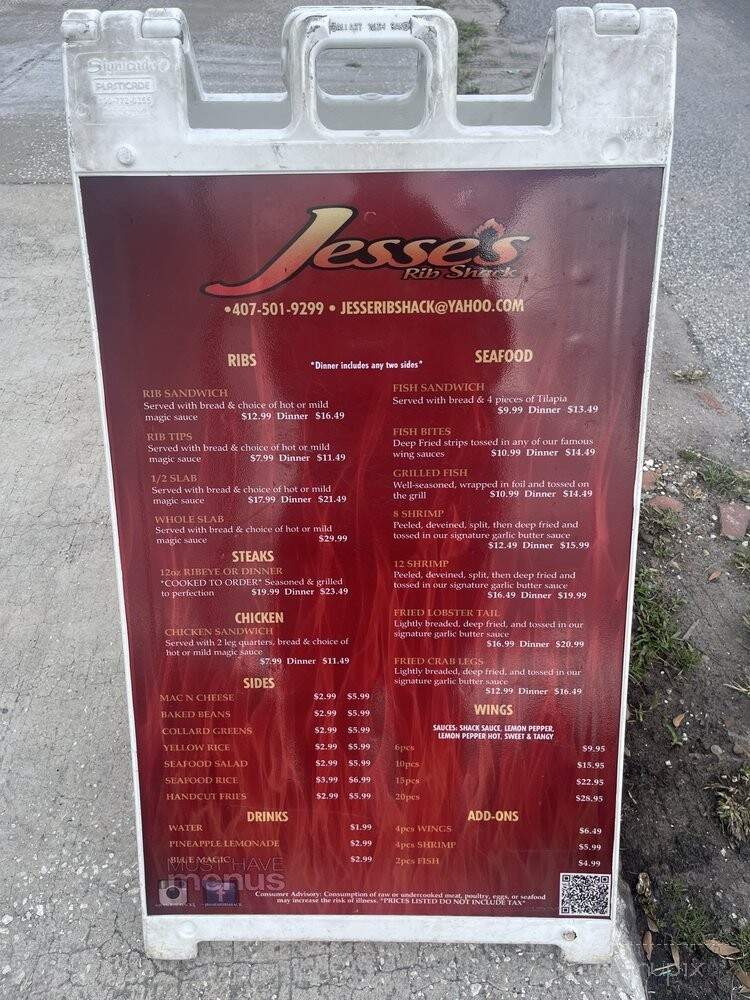 BALLAST WITH SAND
Signicade®
PLASTICADE
Jesse's
Rib Shack
•407-501-9299 • JESSERIBSHACK@YAHOO.COM
RIBS
*Dinner includes any two sides*
RIB SANDWICH
Served with bread & choice of hot or mild
magic sauce $12.99 Dinner $16.49
RIB TIPS
Served with bread & choice of hot or mild
magic sauce $7.99 Dinner $11.49
1/2 SLAB
Served with bread & choice of hot or mild
magic sauce $17.99 Dinner $21.49
WHOLE SLAB
Served with bread & choice of hot or mild
magic sauce $29.99
STEAKS
12oz RIBEYE OR DINNER
*COOKED TO ORDER* Seasoned & grilled
to perfection $19.99 Dinner $23.49
CHICKEN
CHICKEN SANDWICH
Served with 2 leg quarters, bread & choice of
hot or mild magic sauce
$7.99 Dinner $11.49
SIDES
MAC N CHEESE $2.99 $5.99
BAKED BEANS $2.99 $5.99
COLLARD GREENS $2.99 $5.99
YELLOW RICE $2.99 $5.99
SEAFOOD SALAD $2.99 $5.99
SEAFOOD RICE $3.99 $6.99
HANDCUT FRIES $2.99 $5.99
DRINKS
WATER $1.99
PINEAPPLE LEMONADE $2.99
BLUE MAGIC $2.99
SEAFOOD
FISH SANDWICH
Served with bread & 4 pieces of Tilapia
$9.99 Dinner $13.49
FISH BITES
Deep Fried strips tossed in any of our famous
wing sauces $10.99 Dinner $14.49
GRILLED FISH
Well-seasoned, wrapped in foil and tossed on
the grill $10.99 Dinner $14.49
8 SHRIMP
Peeled, deveined, split, then deep fried and
tossed in our signature garlic butter sauce
$12.49 Dinner $15.99
12 SHRIMP
Peeled, deveined, split, then deep fried and
tossed in our signature garlic butter sauce
$16.49 Dinner $19.99
FRIED LOBSTER TAIL
Lightly breaded, deep fried, and tossed in our
signature garlic butter sauce
$16.99 Dinner $20.99
FRIED CRAB LEGS
Lightly breaded, deep fried, and tossed in our
signature garlic butter sauce
$12.99 Dinner $16.49
WINGS
SAUCES: SHACK SAUCE, LEMON PEPPER,
LEMON PEPPER HOT, SWEET & TANGY
6pcs $9.95
10pcs $15.95
15pcs $22.95
20pcs $28.95
ADD-ONS
4pcs WINGS $6.49
4pcs SHRIMP $5.99
2pcs FISH $4.99
MUST HAVE
menus
Consumer Advisory: Consumption of raw or undercooked meat, poultry, eggs, or seafood
may increase the risk of illness. *PRICES LISTED DO NOT INCLUDE TAX*
menupix